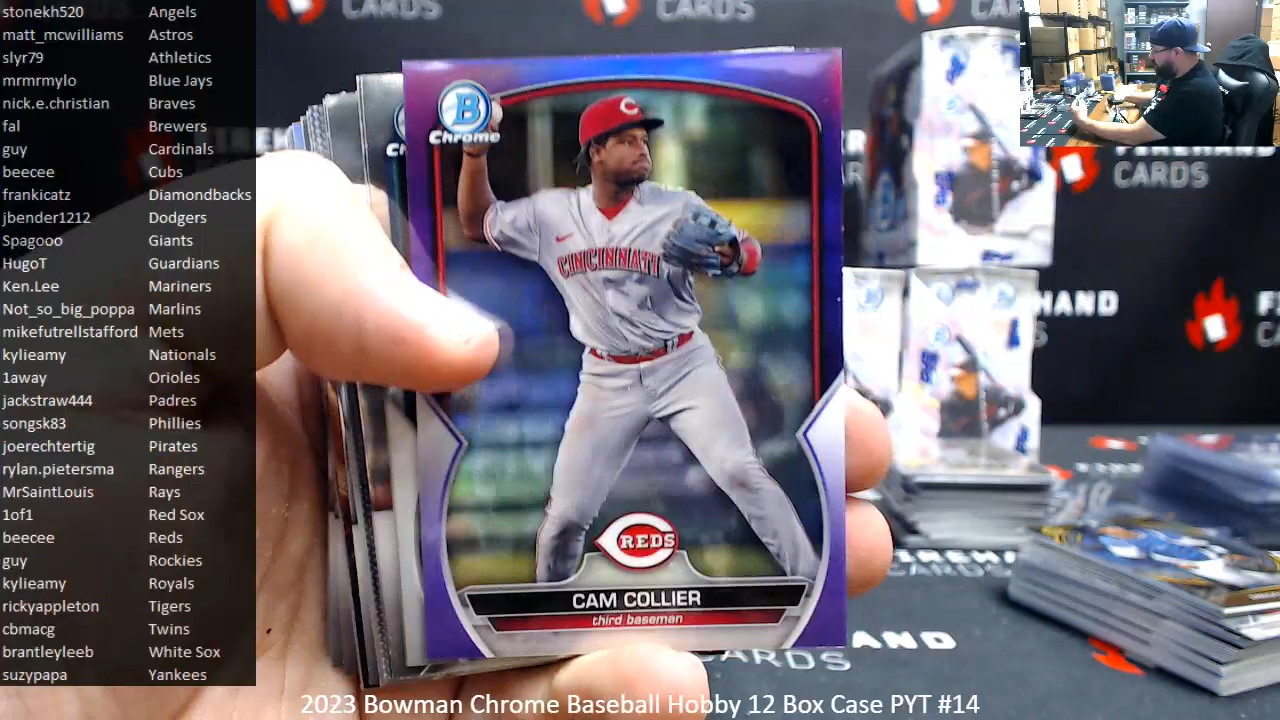 stonekh520 Angels
matt_mcwilliams Astros
slyr79 Athletics
mrmrmylo Blue Jays
nick.e.christian Braves
fal Brewers
guy Cardinals
beecee Cubs
frankicatz Diamondbacks
jbender1212 Dodgers
Spagooo Giants
HugoT Guardians
Ken.Lee Mariners
Not_so_big_poppa Marlins
mikefutrellstafford Mets
kylieamy Nationals
1away Orioles
jackstraw444 Padres
songsk83 Phillies
joerechtertig Pirates
rylan.pietersma Rangers
MrSaintLouis Rays
1of1 Red Sox
beecee Reds
guy Rockies
kylieamy Royals
rickyappleton Tigers
cbmacg Twins
brantleyleeb White Sox
suzypapa Yankees
CARDS
CARDS
CARDS
B
Chrome
C
CINCINNATI
REDS
CAM COLLIER
third baseman
2023 Bowman Chrome Baseball Hobby 12 Box Case PYT #14